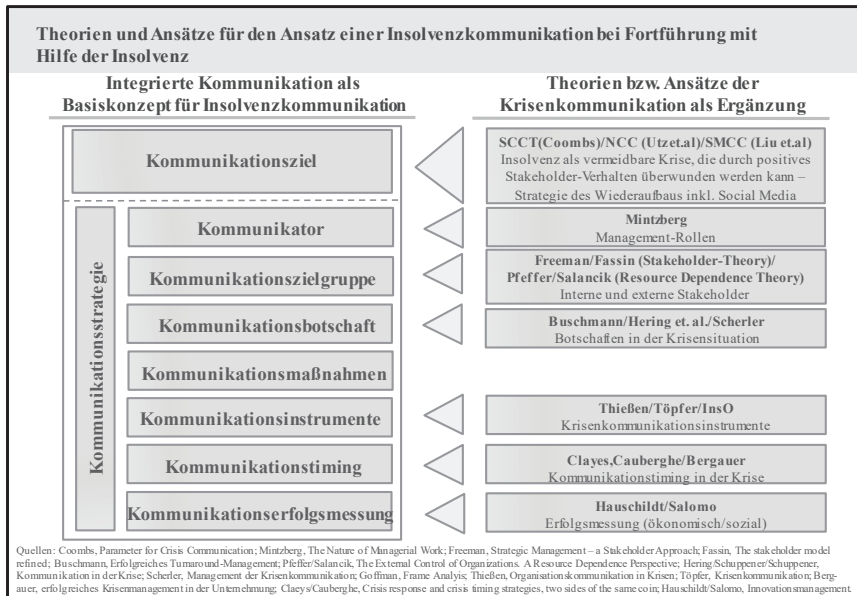 Theorien und Ansätze für den Ansatz einer Insolvenzkommunikation bei Fortführung mit
Hilfe der Insolvenz
Integrierte Kommunikation als
Basiskonzept für Insolvenzkommunikation
Kommunikationsziel
Kommunikationsstrategie
Kommunikator
Kommunikationszielgruppe
Kommunikationsbotschaft
Kommunikationsmaßnahmen
Kommunikationsinstrumente
Kommunikationstiming
Kommunikationserfolgsmessung
Theorien bzw. Ansätze der
Krisenkommunikation als Ergänzung
SCCT(Coombs)/NCC (Utz et.al)/SMCC (Liu et.al)
Insolvenz als vermeidbare Krise, die durch positives
Stakeholder-Verhalten überwunden werden kann –
Strategie des Wiederaufbaus inkl. Social Media
Mintzberg
Management-Rollen
Freeman/Fassin (Stakeholder-Theory)/
Pfeffer/Salancik (Resource Dependence Theory)
Interne und externe Stakeholder
Buschmann/Hering et. al./Scherler
Botschaften in der Krisensituation
Thießen/Töpfer/InsO
Krisenkommunikationsinstrumente
Clayes,Cauberghe/Bergauer
Kommunikationstiming in der Krise
Hauschildt/Salomo
Erfolgsmessung (ökonomisch/sozial)
Quellen: Coombs, Parameter for Crisis Communication; Mintzberg, The Nature of Managerial Work; Freeman, Strategic Management – a Stakeholder Approach; Fassin, The stakeholder model
refined; Buschmann, Erfolgreiches Turnaround-Management; Pfeffer/Salancik, The External Control of Organizations. A Resource Dependence Perspective; Hering/Schuppener/Schuppener,
Kommunikation in der Krise; Scherler, Management der Krisenkommunikation; Goffman, Frame Analyis; Thießen, Organisationskommunikation in Krisen; Töpfer, Krisenkommunikation; Berg-
auer, erfolgreiches Krisenmanagement in der Unternehmung; Claeys/Cauberghe, Crisis response and crisis timing strategies, two sides of the same coin; Hauschildt/Salomo, Innovationsmanagement.